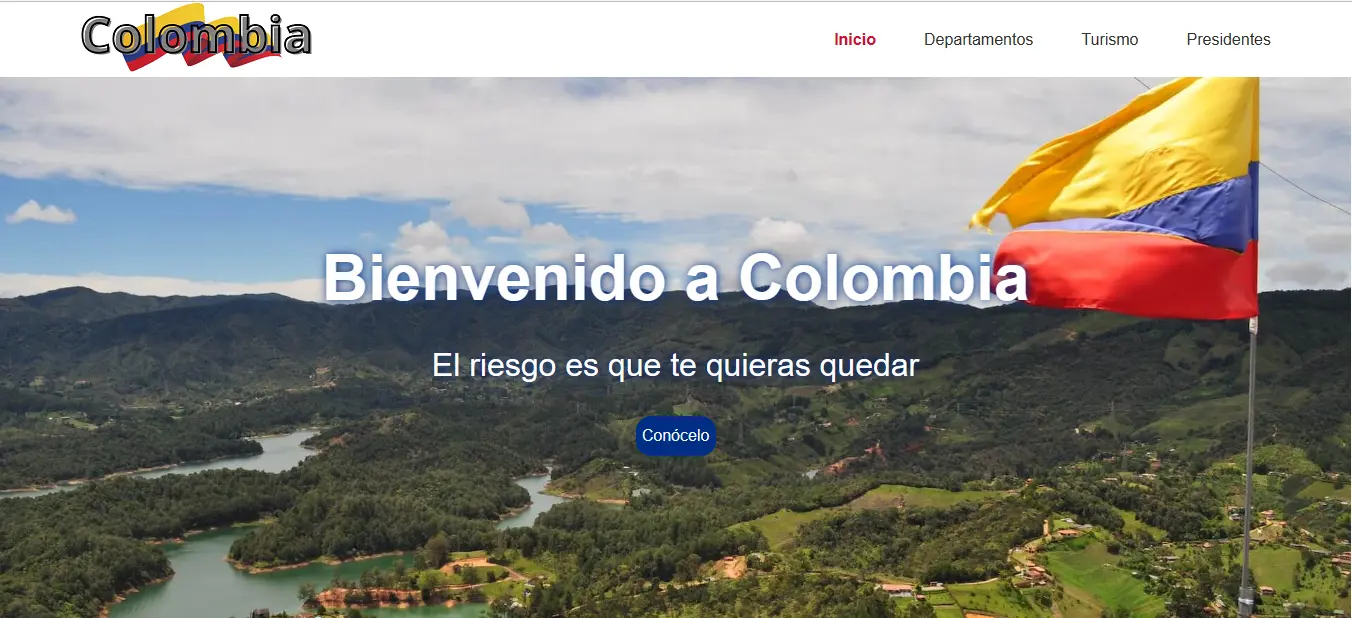 Colombia
Inicio Departamentos Turismo Presidentes
Bienvenido a Colombia
El riesgo es que te quieras quedar
Conócelo